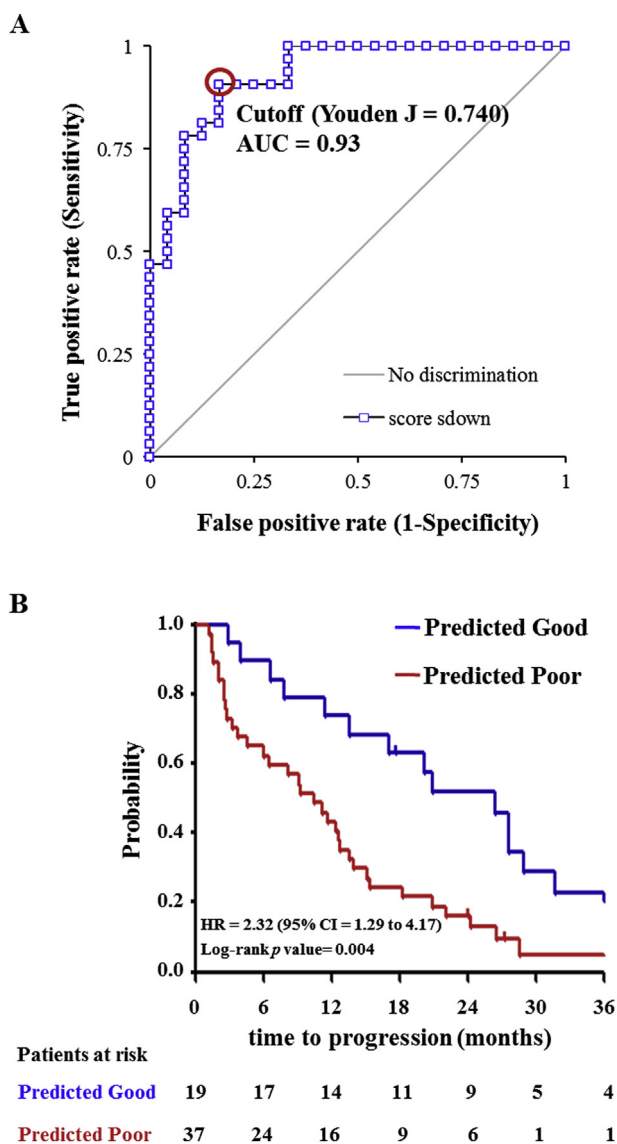 A
1
0.75
0.5
0.25
0
True positive rate (Sensitivity)
Cutoff (Youden J = 0.740)
AUC = 0.93
No discrimination
score sdown
0 0.25 0.5 0.75 1
False positive rate (1-Specificity)
B
1.0
0.8
0.6
0.4
0.2
0.0
Probability
Predicted Good
Predicted Poor
HR = 2.32 (95% CI = 1.29 to 4.17)
Log-rank p value= 0.004
0 6 12 18 24 30 36
time to progression (months)
Patients at risk
Predicted Good 19 17 14 11 9 5 4
Predicted Poor 37 24 16 9 6 1 1